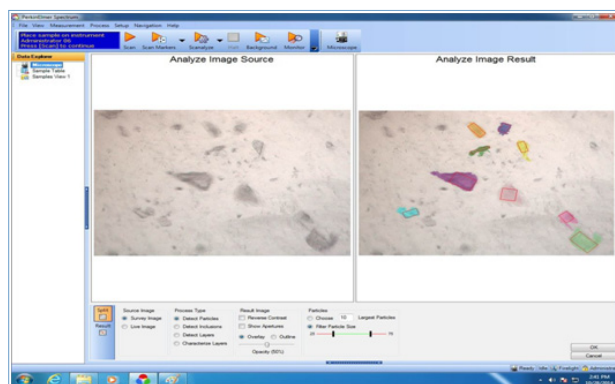 PerkinElmer Spectrum
File View Measurement Process Setup Navigation Help
Place sample on instrument
Administrator 06
Press [Scan] to continue
Scan Scan Markers Scanalyze Halt Background Monitor Microscope
Data Explorer
Microscope
Sample Table
Samples View 1
Analyze Image Source
Analyze Image Result
Split
Result
Source Image
Survey Image
Live Image
Process Type
Detect Particles
Detect Inclusions
Detect Layers
Characterise Layers
Result Image
Reverse Contrast
Show Apertures
Overlay Outline
Opacity (50%)
Particles
Choose 10 Largest Particles
Filter Particle Size
OK
Cancel
Ready Idle